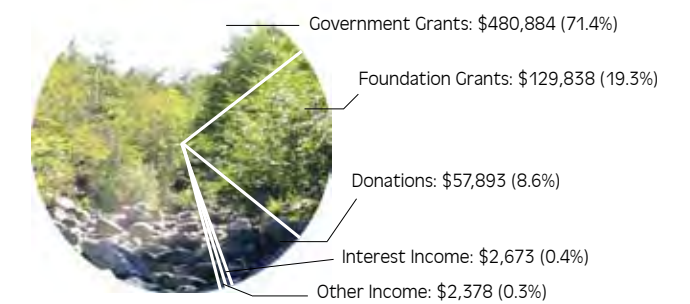 Government Grants: $480,884 (71.4%)
Foundation Grants: $129,838 (19.3%)
Donations: $57,893 (8.6%)
Interest Income: $2,673 (0.4%)
Other Income: $2,378 (0.3%)